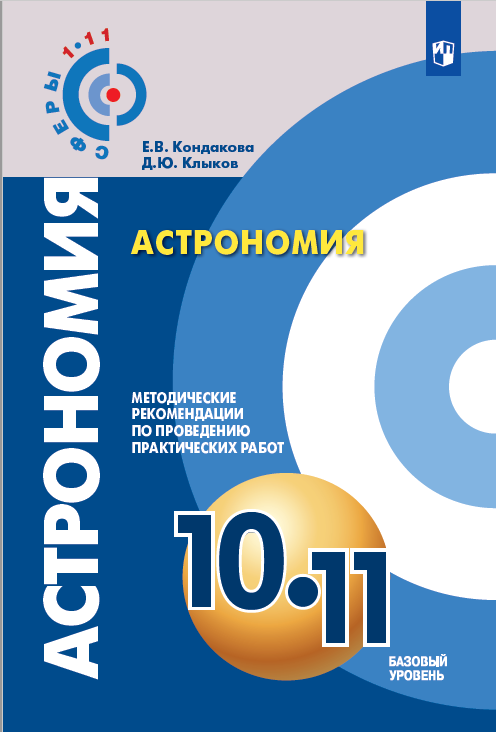 СФЕРЫ 1•11
Е.В. Кондакова
Д.Ю. Клыков
АСТРОНОМИЯ
АСТРОНОМИЯ
МЕТОДИЧЕСКИЕ
РЕКОМЕНДАЦИИ
ПО ПРОВЕДЕНИЮ
ПРАКТИЧЕСКИХ РАБОТ
10•11
БАЗОВЫЙ
УРОВЕНЬ